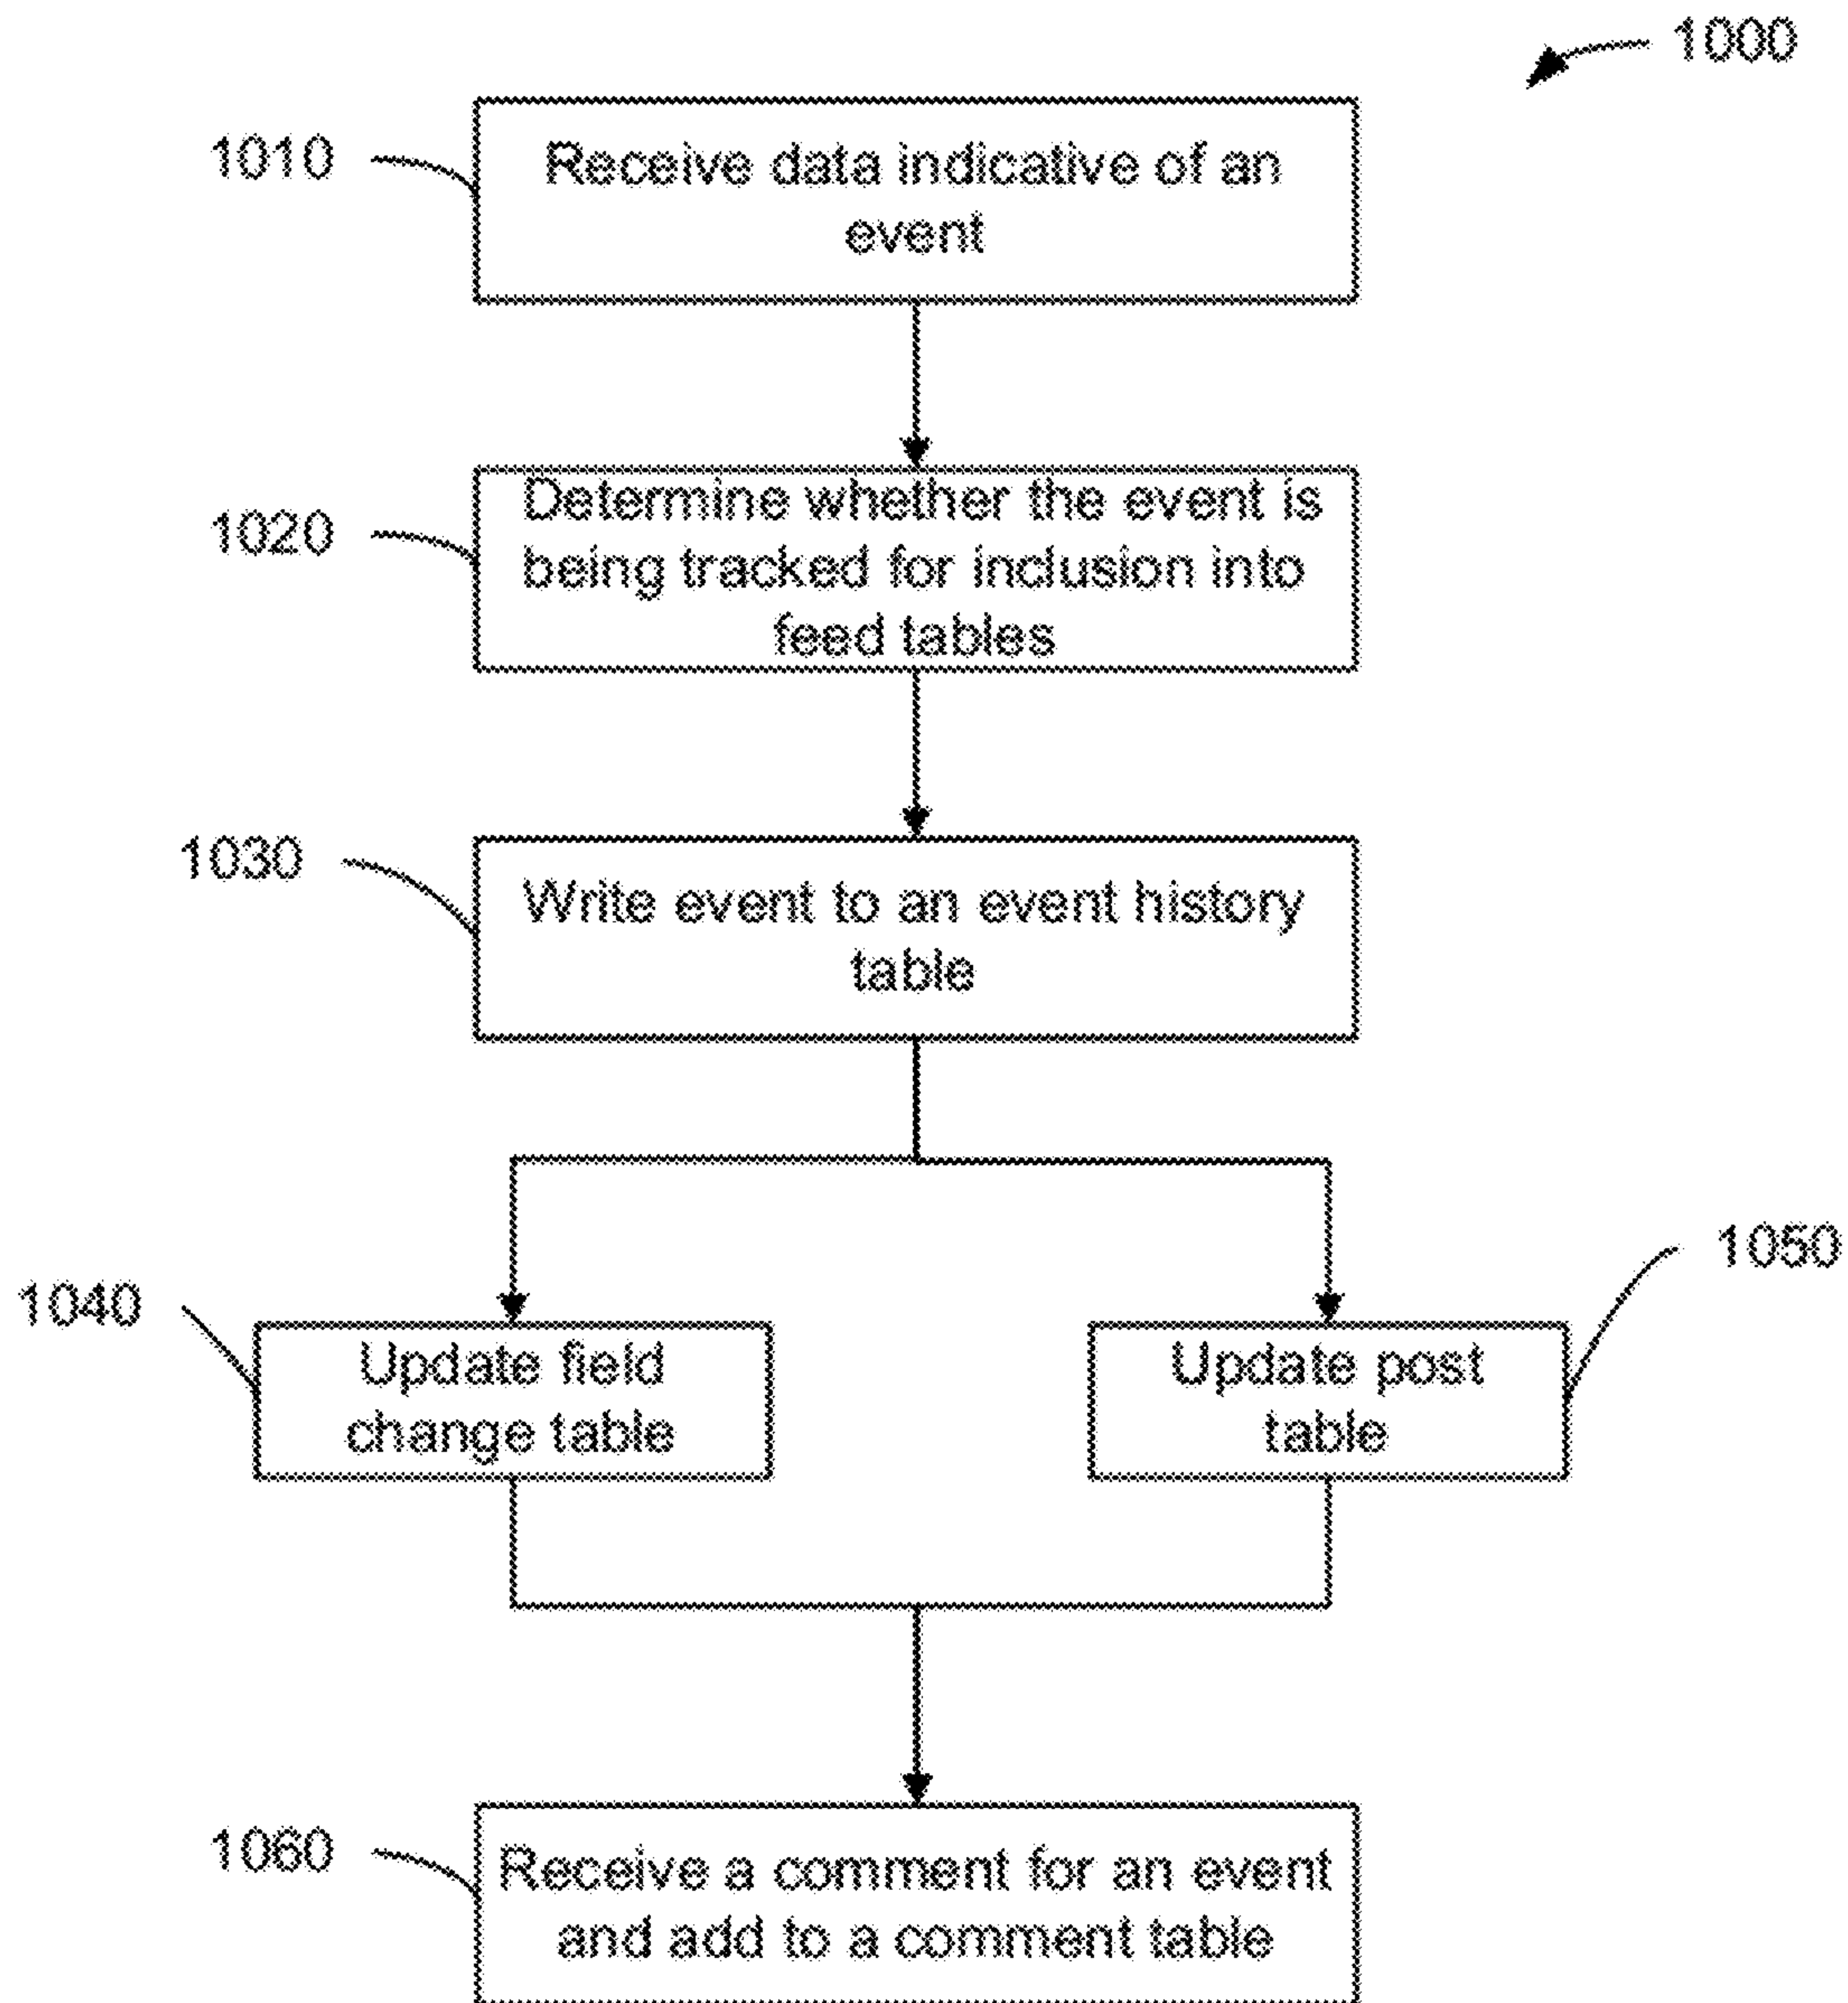 1000
1010
Receive data indicative of an
event
1020
Determine whether the event is
being tracked for inclusion into
feed tables
1030
Write event to an event history
table
1040
Update field
change table
1050
Update post
table
1060
Receive a comment for an event
and add to a comment table